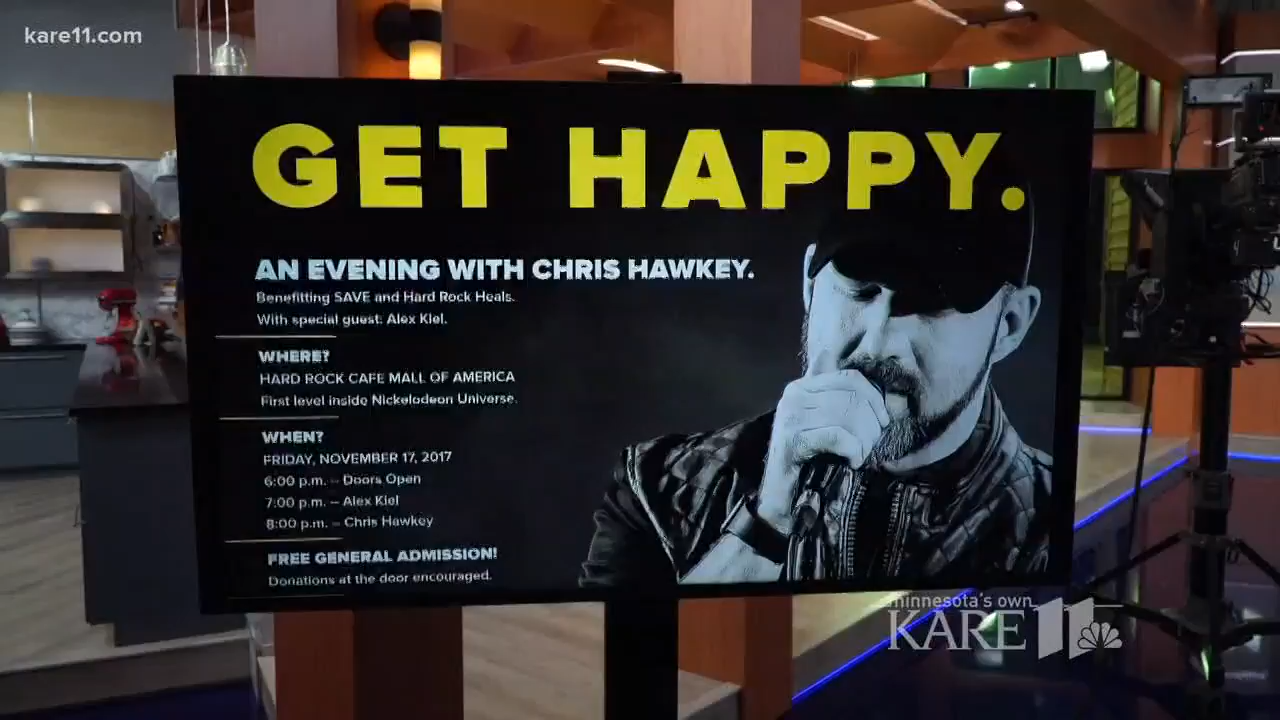 kare11.com
GET HAPPY.
AN EVENING WITH CHRIS HAWKEY.
Benefitting SAVE and Hard Rock Heals.
With special guest: Alex Kiel.
WHERE?
HARD ROCK CAFE MALL OF AMERICA
First level inside Nickelodeon Universe.
WHEN?
FRIDAY, NOVEMBER 17, 2017
6:00 p.m. – Doors Open
7:00 p.m. – Alex Kiel
8:00 p.m. – Chris Hawkey
FREE GENERAL ADMISSION!
Donations at the door encouraged.
minnesota's own
KARE 11